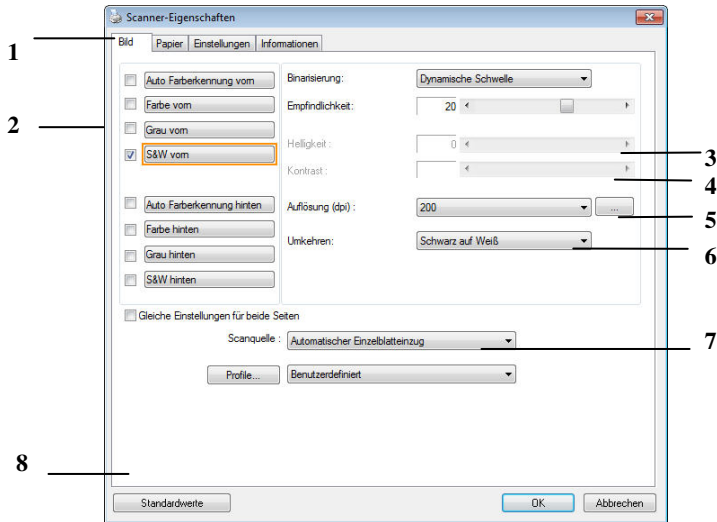 Scanner-Eigenschaften
Bild Papier Einstellungen Informationen
1
Auto Farberkennung vorn Binarisierung: Dynamische Schwelle
Farbe vorn Empfindlichkeit: 20
2
Grau vorn
S&W vorn Helligkeit : 0
3
Kontrast :
4
Auto Farberkennung hinten Auflösung (dpi) : 200 ...
5
Farbe hinten
Umkehren: Schwarz auf Weiß
6
Grau hinten
S&W hinten
Gleiche Einstellungen für beide Seiten
Scanquelle : Automatischer Einzelblatteinzug
7
Profile... Benutzerdefiniert
8
Standardwerte OK Abbrechen